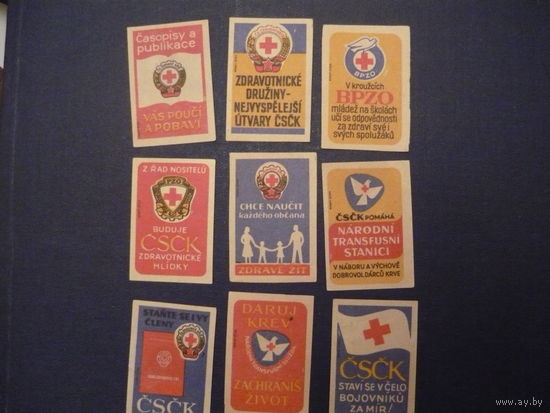 Časopisy a
publikace
VÁS POUČÍ
A POBAVÍ
ZDRAVOTNICKÉ
DRUŽINY-
NEJVYSPĚLEJŠÍ
ÚTVARY ČSČK
BPZO
V kroužcích
BPZO
mládež na školách
učí se odpovědnosti
za zdraví své i
svých spolužáků
Z ŘAD NOSITELŮ
PZO
BUDUJE
ČSČK
ZDRAVOTNICKÉ
HLÍDKY
CHCE NAUČIT
každého občana
ZDRAVĚ ŽÍT
ČSČK POMÁHÁ
NÁRODNÍ
TRANSFUSNÍ
STANICI
V NÁBORU A VÝCHOVĚ
DOBROVOL.DÁRCŮ KRVE
STAŇTE SE I VY
ČLENY
ČSČK
DARUJ
KREV
ZACHRÁNÍŠ
ŽIVOT
ČSČK
STAVÍ SE V ČELO
BOJOVNÍKŮ
ZA MÍR!
www.ay.by